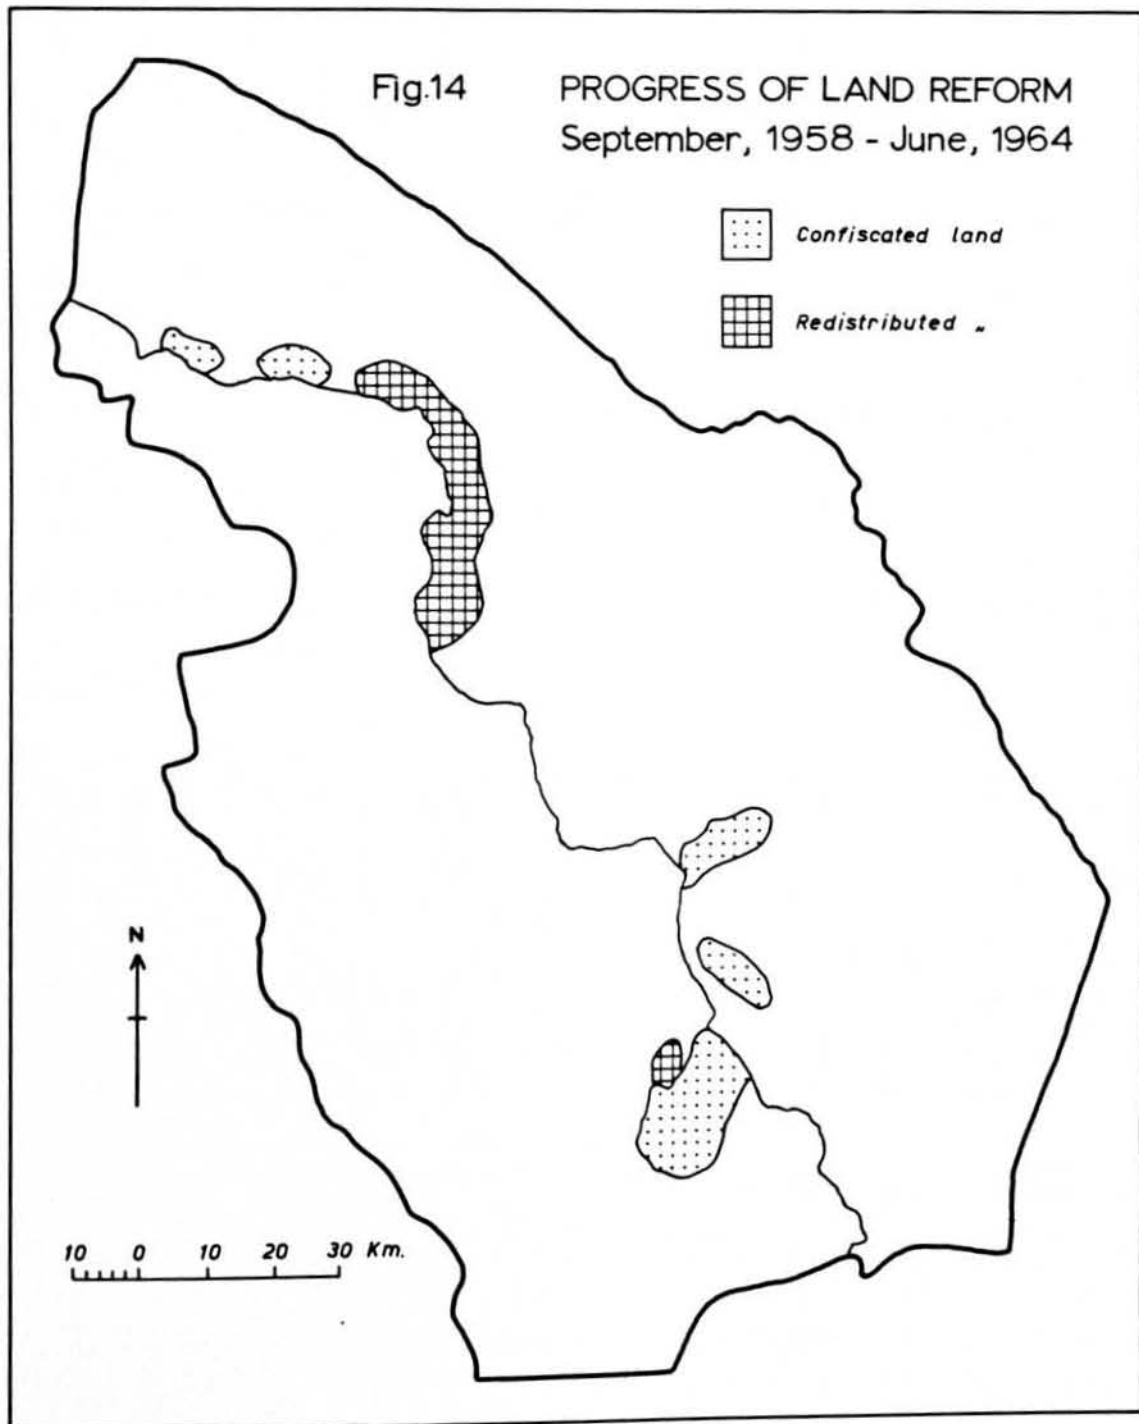 Fig.14
PROGRESS OF LAND REFORM
September, 1958 - June, 1964
Confiscated land
Redistributed „
N
10 0 10 20 30 Km.